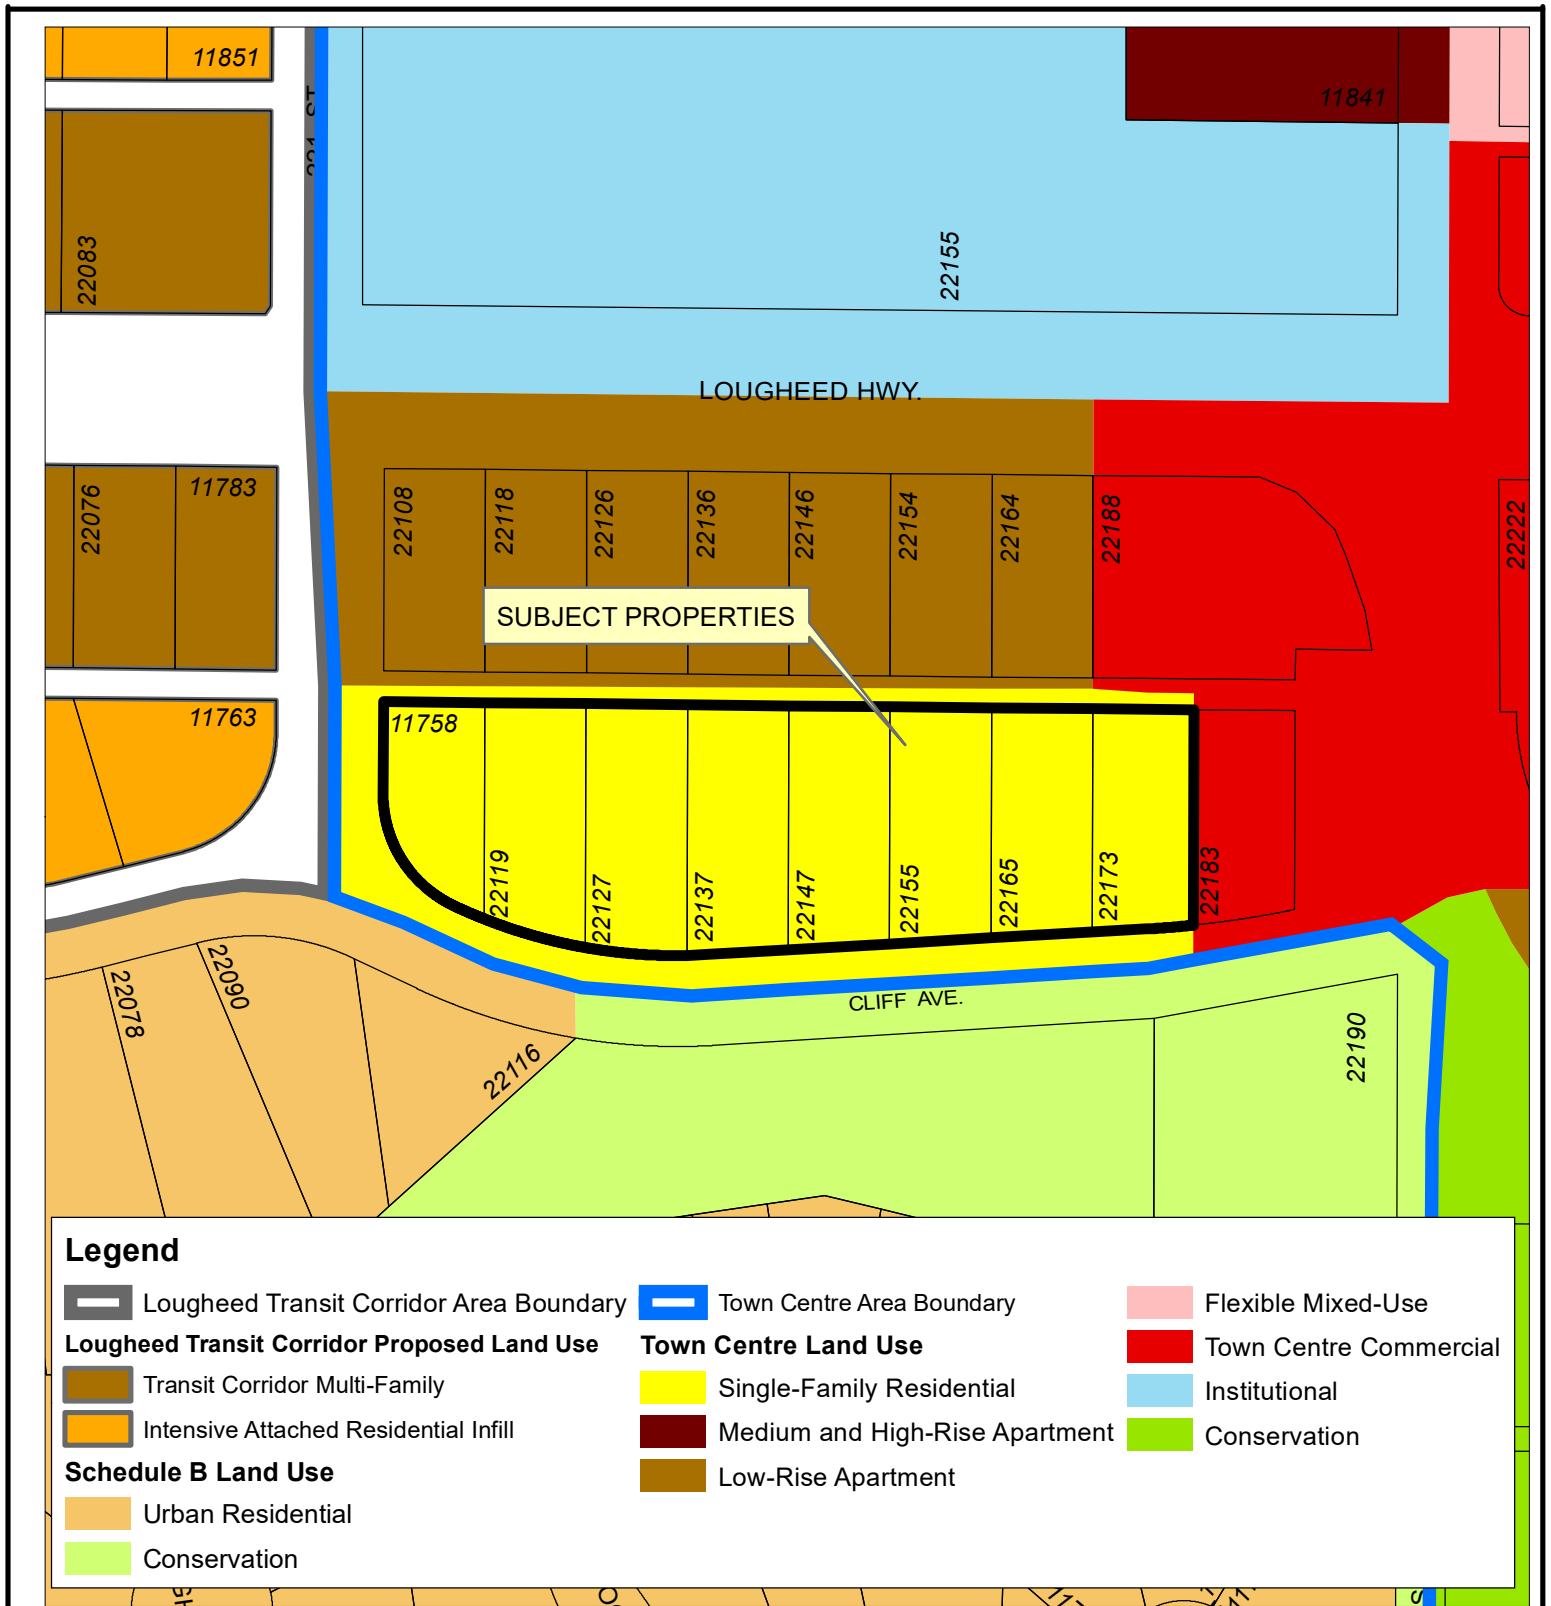 11851
11841
221 ST
22083
22155
LOUGHEED HWY.
22076
11783
22108
22118
22126
22136
22146
22154
22164
22188
22222
SUBJECT PROPERTIES
11763
11758
22119
22127
22137
22147
22155
22165
22173
22183
CLIFF AVE.
22078
22090
22116
22190
Legend
Lougheed Transit Corridor Area Boundary
Lougheed Transit Corridor Proposed Land Use
Transit Corridor Multi-Family
Intensive Attached Residential Infill
Schedule B Land Use
Urban Residential
Conservation
Town Centre Area Boundary
Town Centre Land Use
Single-Family Residential
Medium and High-Rise Apartment
Low-Rise Apartment
Flexible Mixed-Use
Town Centre Commercial
Institutional
Conservation